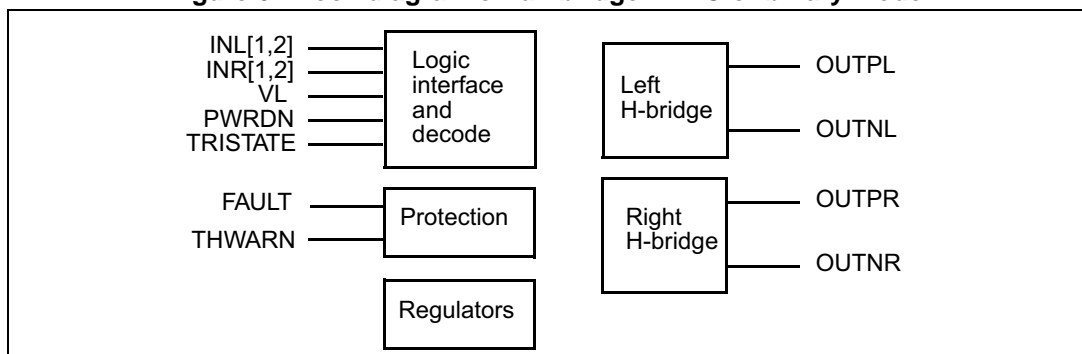 INL[1,2]
INR[1,2]
VL
PWRDN
TRISTATE
Logic
interface
and
decode
FAULT
THWARN
Protection
Regulators
Left
H-bridge
OUTPL
OUTNL
Right
H-bridge
OUTPR
OUTNR